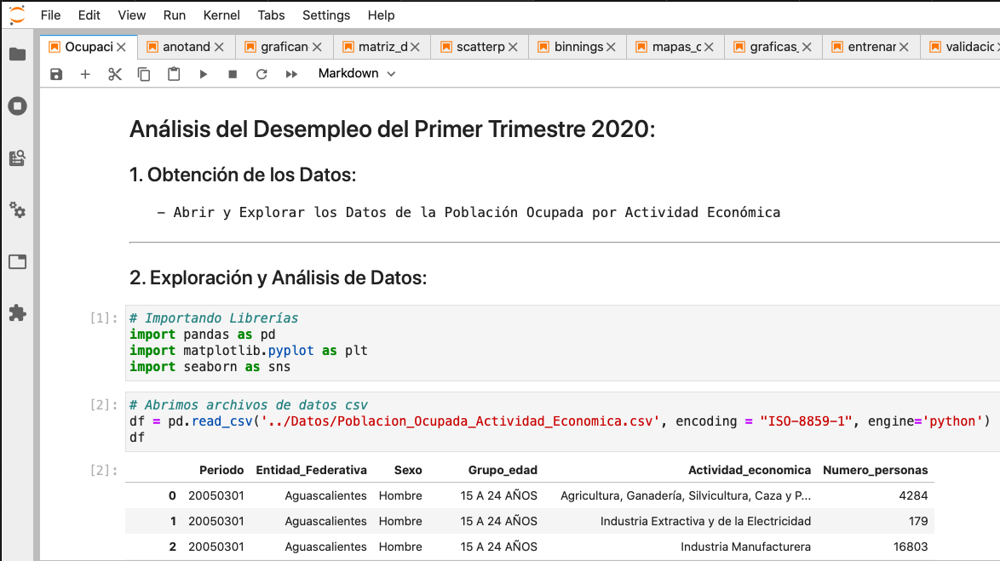 File Edit View Run Kernel Tabs Settings Help
Ocupaci anotand grafican matriz_d scatterp binnings mapas_c graficas_ entrenar validacio
Markdown
Análisis del Desempleo del Primer Trimestre 2020:
1. Obtención de los Datos:
– Abrir y Explorar los Datos de la Población Ocupada por Actividad Económica
2. Exploración y Análisis de Datos:
[1]: # Importando Librerías
import pandas as pd
import matplotlib.pyplot as plt
import seaborn as sns
[2]: # Abrimos archivos de datos csv
df = pd.read_csv('../Datos/Poblacion_Ocupada_Actividad_Economica.csv', encoding = "ISO-8859-1", engine='python')
df
[2]: Periodo Entidad_Federativa Sexo Grupo_edad Actividad_economica Numero_personas
0 20050301 Aguascalientes Hombre 15 A 24 AÑOS Agricultura, Ganadería, Silvicultura, Caza y P... 4284
1 20050301 Aguascalientes Hombre 15 A 24 AÑOS Industria Extractiva y de la Electricidad 179
2 20050301 Aguascalientes Hombre 15 A 24 AÑOS Industria Manufacturera 16803